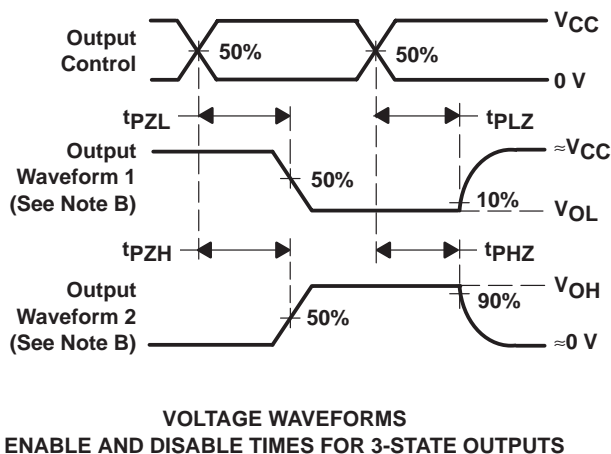 VCC
Output
Control
50%
50%
0 V
tPZL
tPLZ
Output
Waveform 1
(See Note B)
≈VCC
50%
10%
VOL
tPZH
tPHZ
Output
Waveform 2
(See Note B)
VOH
90%
50%
≈0 V
VOLTAGE WAVEFORMS
ENABLE AND DISABLE TIMES FOR 3-STATE OUTPUTS